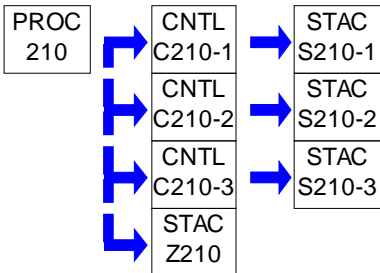 PROC
210
CNTL
C210-1
STAC
S210-1
CNTL
C210-2
STAC
S210-2
CNTL
C210-3
STAC
S210-3
STAC
Z210